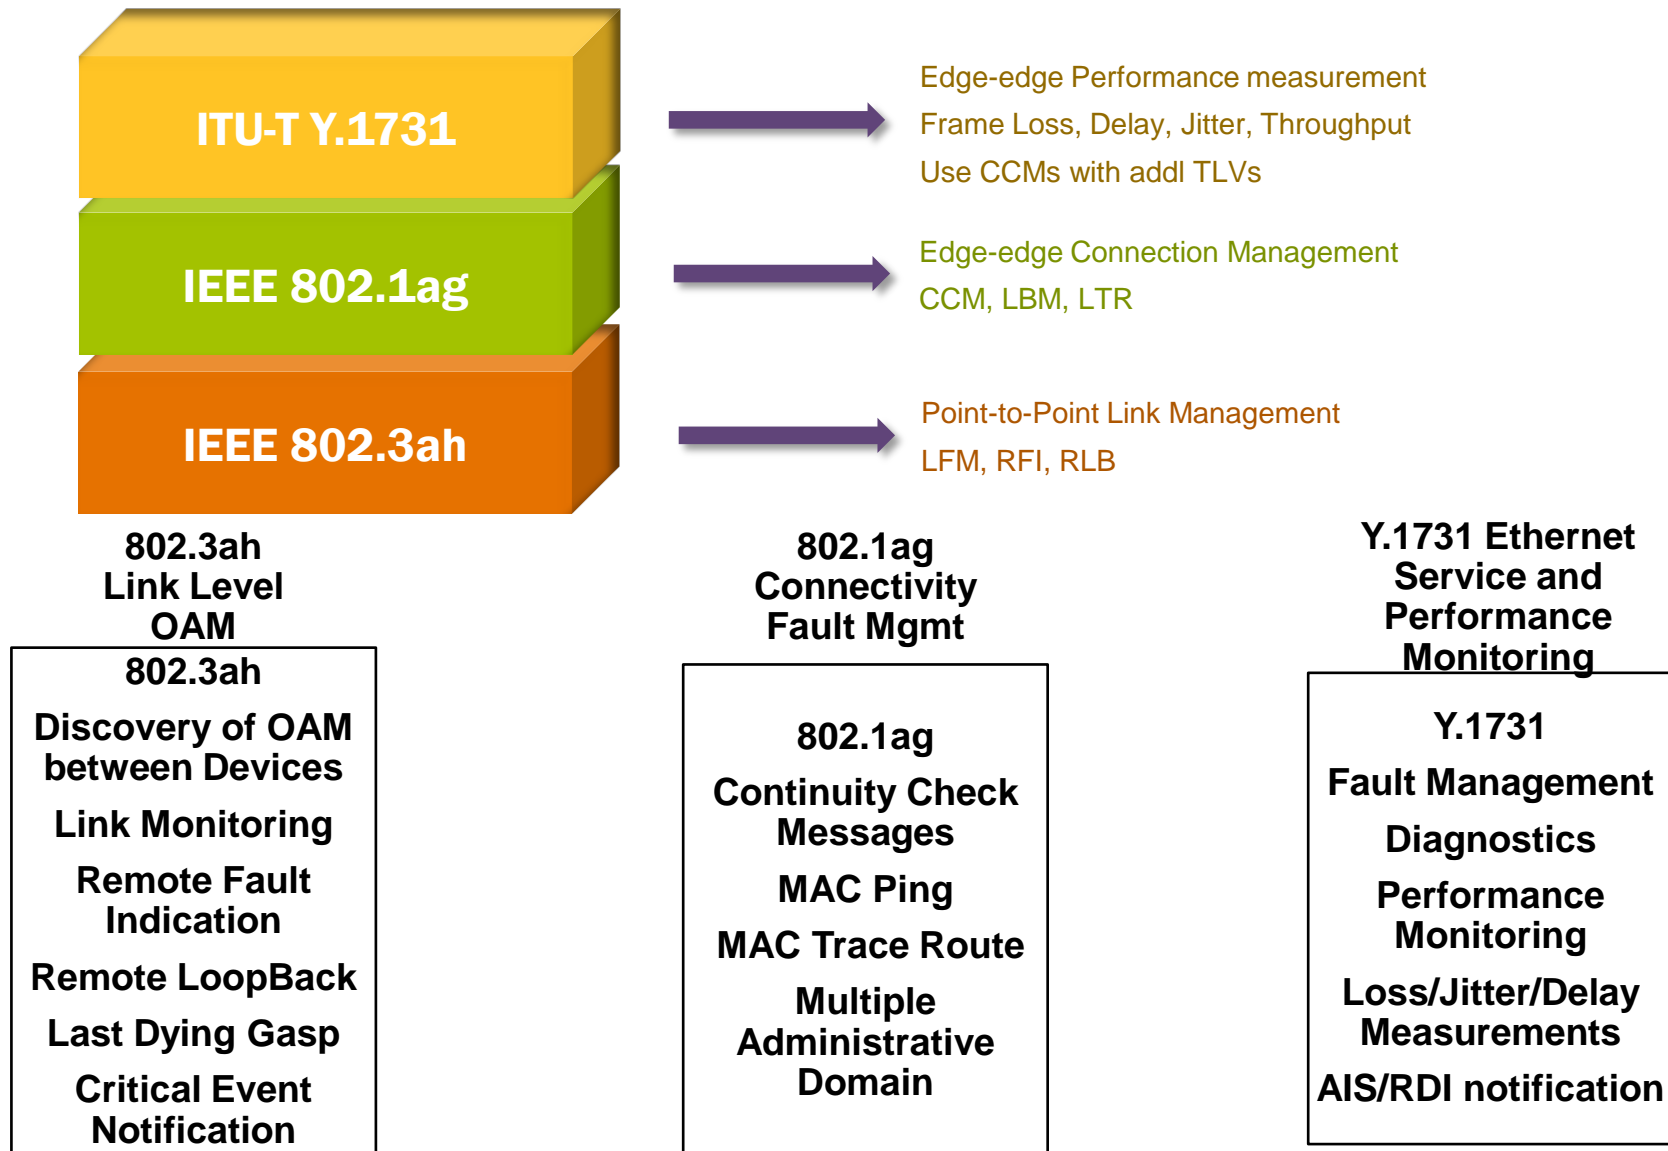 ITU-T Y.1731
Edge-edge Performance measurement
Frame Loss, Delay, Jitter, Throughput
Use CCMs with addl TLVs
IEEE 802.1ag
Edge-edge Connection Management
CCM, LBM, LTR
IEEE 802.3ah
Point-to-Point Link Management
LFM, RFI, RLB
802.3ah
Link Level
OAM
802.3ah
Discovery of OAM
between Devices
Link Monitoring
Remote Fault
Indication
Remote LoopBack
Last Dying Gasp
Critical Event
Notification
802.1ag
Connectivity
Fault Mgmt
802.1ag
Continuity Check
Messages
MAC Ping
MAC Trace Route
Multiple
Administrative
Domain
Y.1731 Ethernet
Service and
Performance
Monitoring
Y.1731
Fault Management
Diagnostics
Performance
Monitoring
Loss/Jitter/Delay
Measurements
AIS/RDI notification